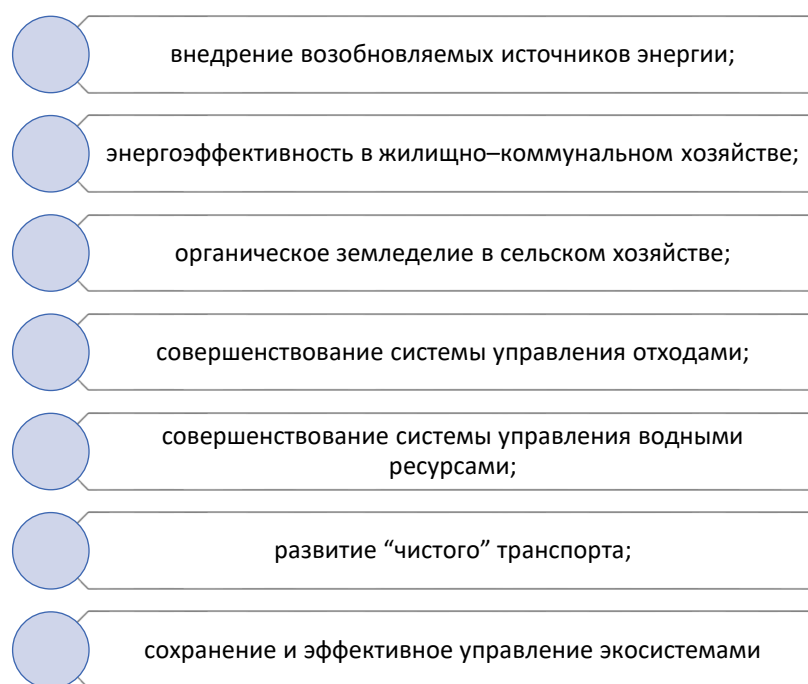 внедрение возобновляемых источников энергии;
энергоэффективность в жилищно–коммунальном хозяйстве;
органическое земледелие в сельском хозяйстве;
совершенствование системы управления отходами;
совершенствование системы управления водными
ресурсами;
развитие “чистого” транспорта;
сохранение и эффективное управление экосистемами